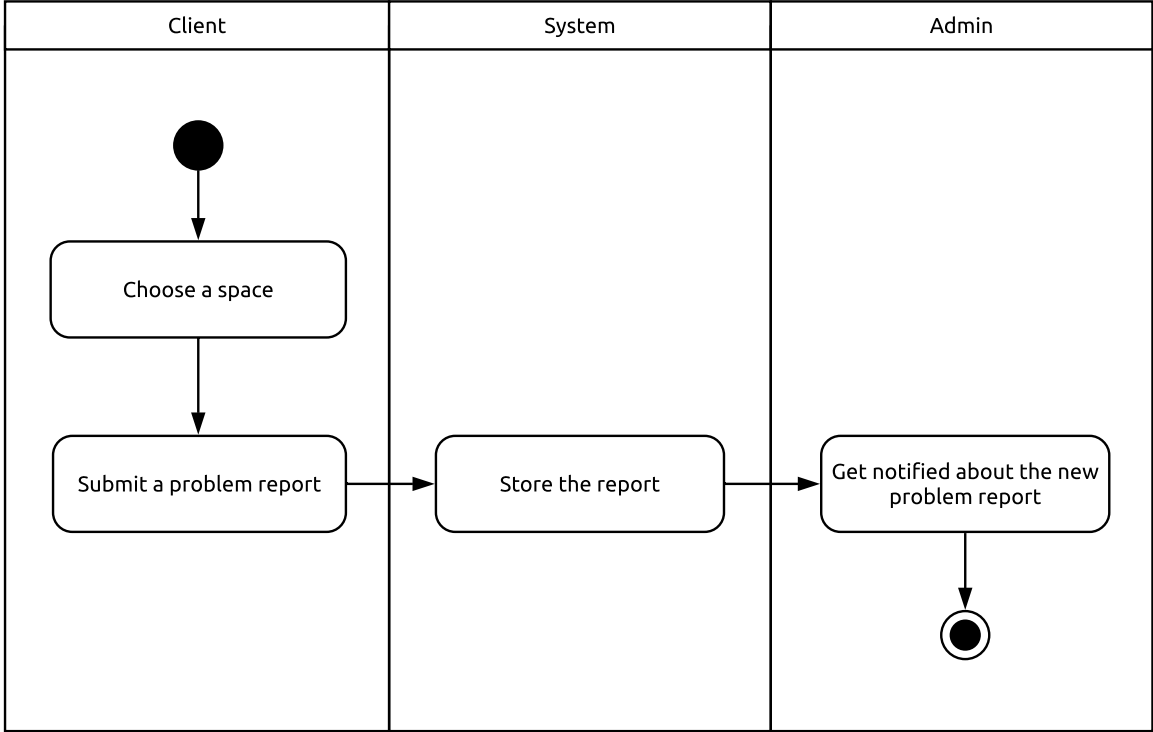 Client
System
Admin
Choose a space
Submit a problem report
Store the report
Get notified about the new
problem report